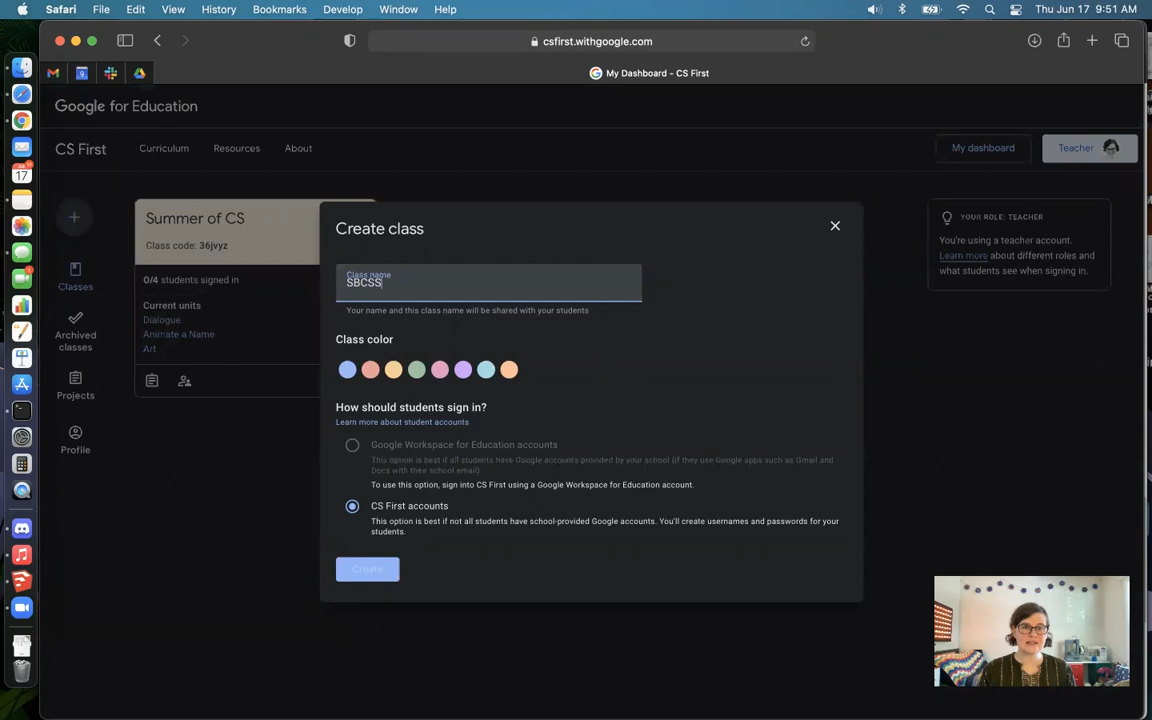 Safari File Edit View History Bookmarks Develop Window Help Thu Jun 17 9:51 AM
csfirst.withgoogle.com
My Dashboard - CS First
Google for Education
CS First Curriculum Resources About My dashboard Teacher
Summer of CS
Class code: 36jvyz
0/4 students signed in
Current units
Dialogue
Animate a Name
Art
Classes
Archived
classes
Projects
Profile
Create class
Class name
SBCSS
Your name and this class name will be shared with your students
Class color
How should students sign in?
Learn more about student accounts
Google Workspace for Education accounts
This option is best if all students have Google accounts provided by your school (if they use Google apps such as Gmail and
Docs with their school email)
To use this option, sign into CS First using a Google Workspace for Education account.
CS First accounts
This option is best if not all students have school-provided Google accounts. You'll create usernames and passwords for your
students.
Create
YOUR ROLE: TEACHER
You're using a teacher account.
Learn more about different roles and
what students see when signing in.